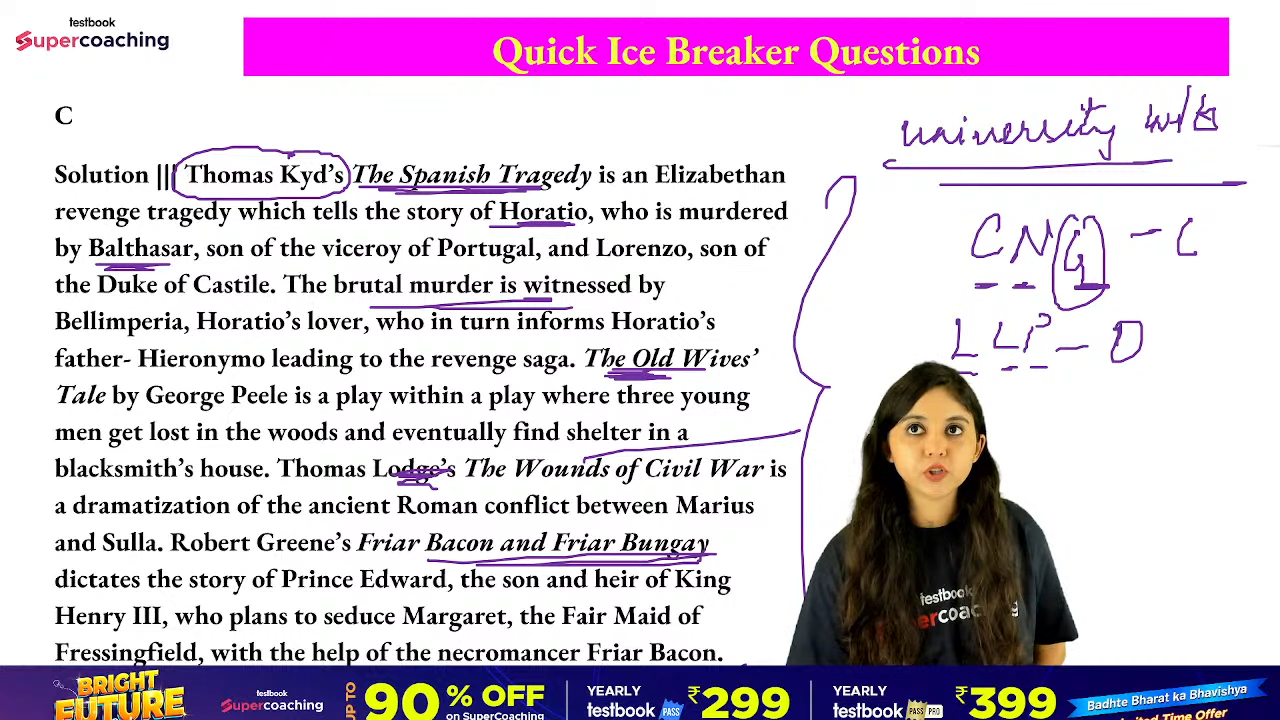 testbook
Supercoaching
Quick Ice Breaker Questions
C
university wits
Solution ||| Thomas Kyd's The Spanish Tragedy is an Elizabethan
revenge tragedy which tells the story of Horatio, who is murdered
by Balthasar, son of the viceroy of Portugal, and Lorenzo, son of
the Duke of Castile. The brutal murder is witnessed by
Bellimperia, Horatio's lover, who in turn informs Horatio's
father- Hieronymo leading to the revenge saga. The Old Wives'
Tale by George Peele is a play within a play where three young
men get lost in the woods and eventually find shelter in a
blacksmith's house. Thomas Lodge's The Wounds of Civil War is
a dramatization of the ancient Roman conflict between Marius
and Sulla. Robert Greene's Friar Bacon and Friar Bungay
dictates the story of Prince Edward, the son and heir of King
Henry III, who plans to seduce Margaret, the Fair Maid of
Fressingfield, with the help of the necromancer Friar Bacon.
CNG - C
LLP - O
testbook
Supercoaching
BRIGHT
FUTURE
testbook
Supercoaching
UPTO
90% OFF
on SuperCoaching
YEARLY
testbook PASS
₹299
YEARLY
testbook PASS PRO
₹399
Badhte Bharat ka Bhavishya
Time Offer